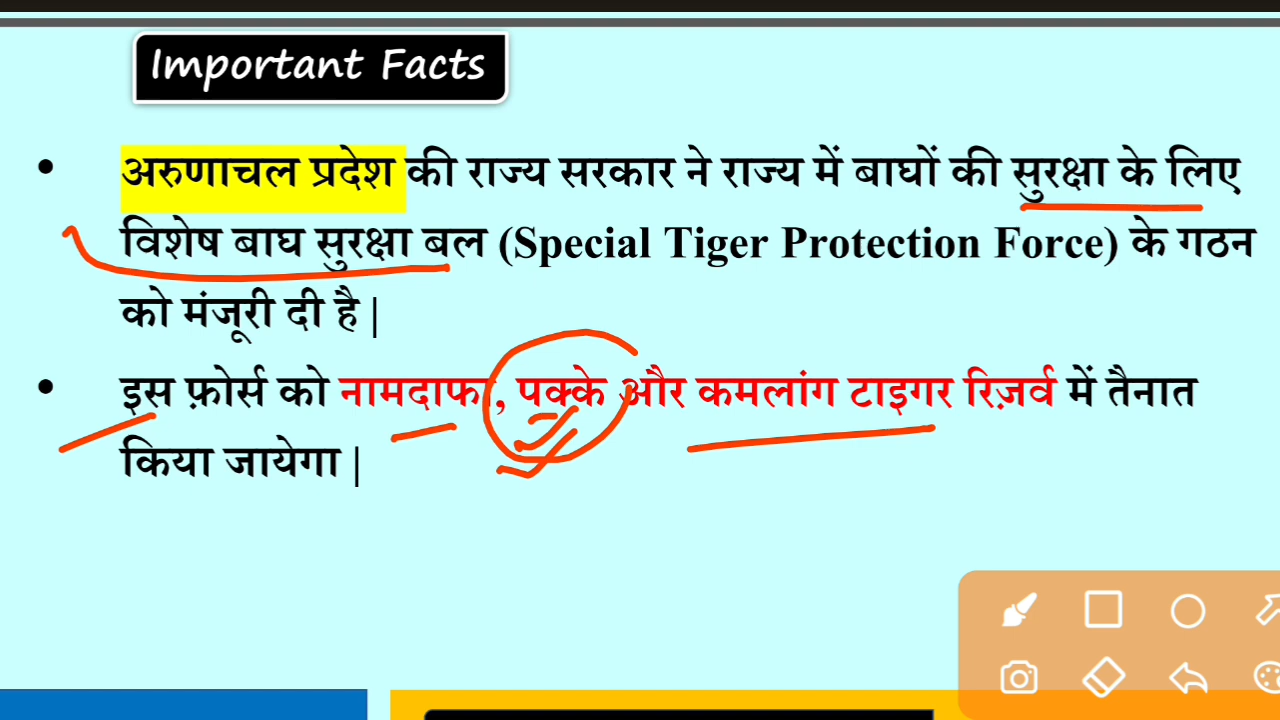 Important Facts
• अरुणाचल प्रदेश की राज्य सरकार ने राज्य में बाघों की सुरक्षा के लिए
विशेष बाघ सुरक्षा बल (Special Tiger Protection Force) के गठन
को मंजूरी दी है |
• इस फ़ोर्स को नामदाफा, पक्के और कमलांग टाइगर रिज़र्व में तैनात
किया जायेगा |